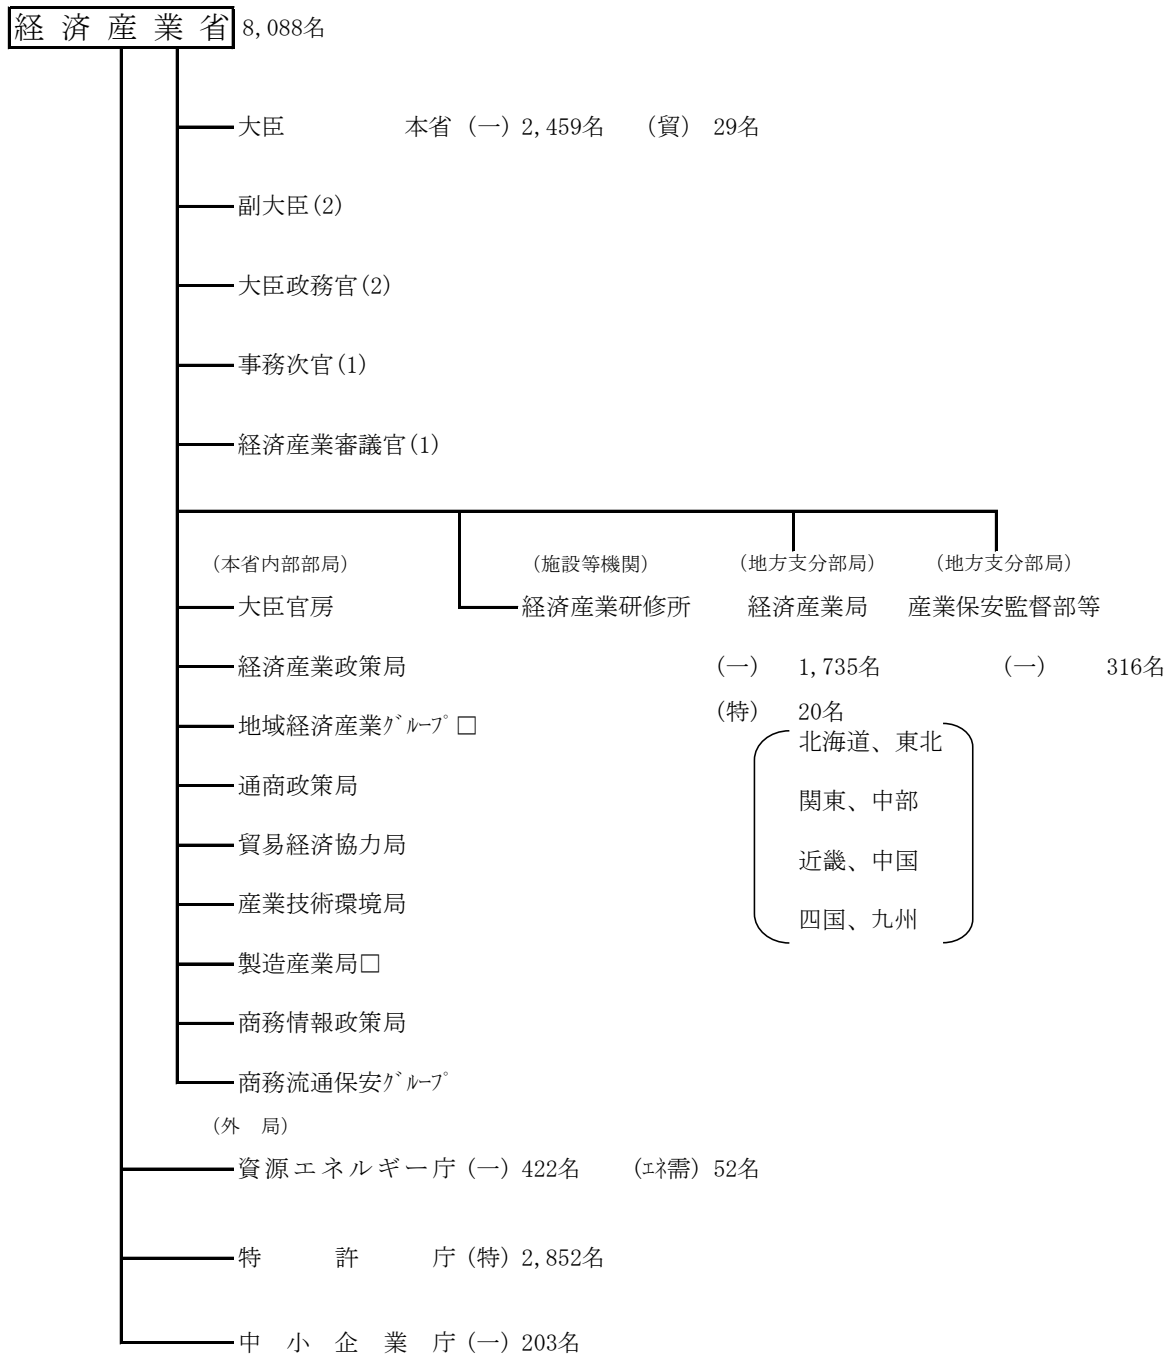 経済産業省 8,088名
大臣 本省 (一) 2,459名 (貿) 29名
副大臣(2)
大臣政務官(2)
事務次官(1)
経済産業審議官(1)
(本省内部部局) (施設等機関) (地方支分部局) (地方支分部局)
大臣官房 経済産業研修所 経済産業局 産業保安監督部等
経済産業政策局 (一) 1,735名 (一) 316名
(特) 20名
地域経済産業ｸﾞﾙｰﾌﾟ□
北海道、東北
通商政策局
関東、中部
貿易経済協力局
近畿、中国
産業技術環境局
四国、九州
製造産業局□
商務情報政策局
商務流通保安ｸﾞﾙｰﾌﾟ
(外 局)
資源エネルギー庁 (一) 422名 (ｴﾈ需) 52名
特許庁 (特) 2,852名
中小企業庁 (一) 203名